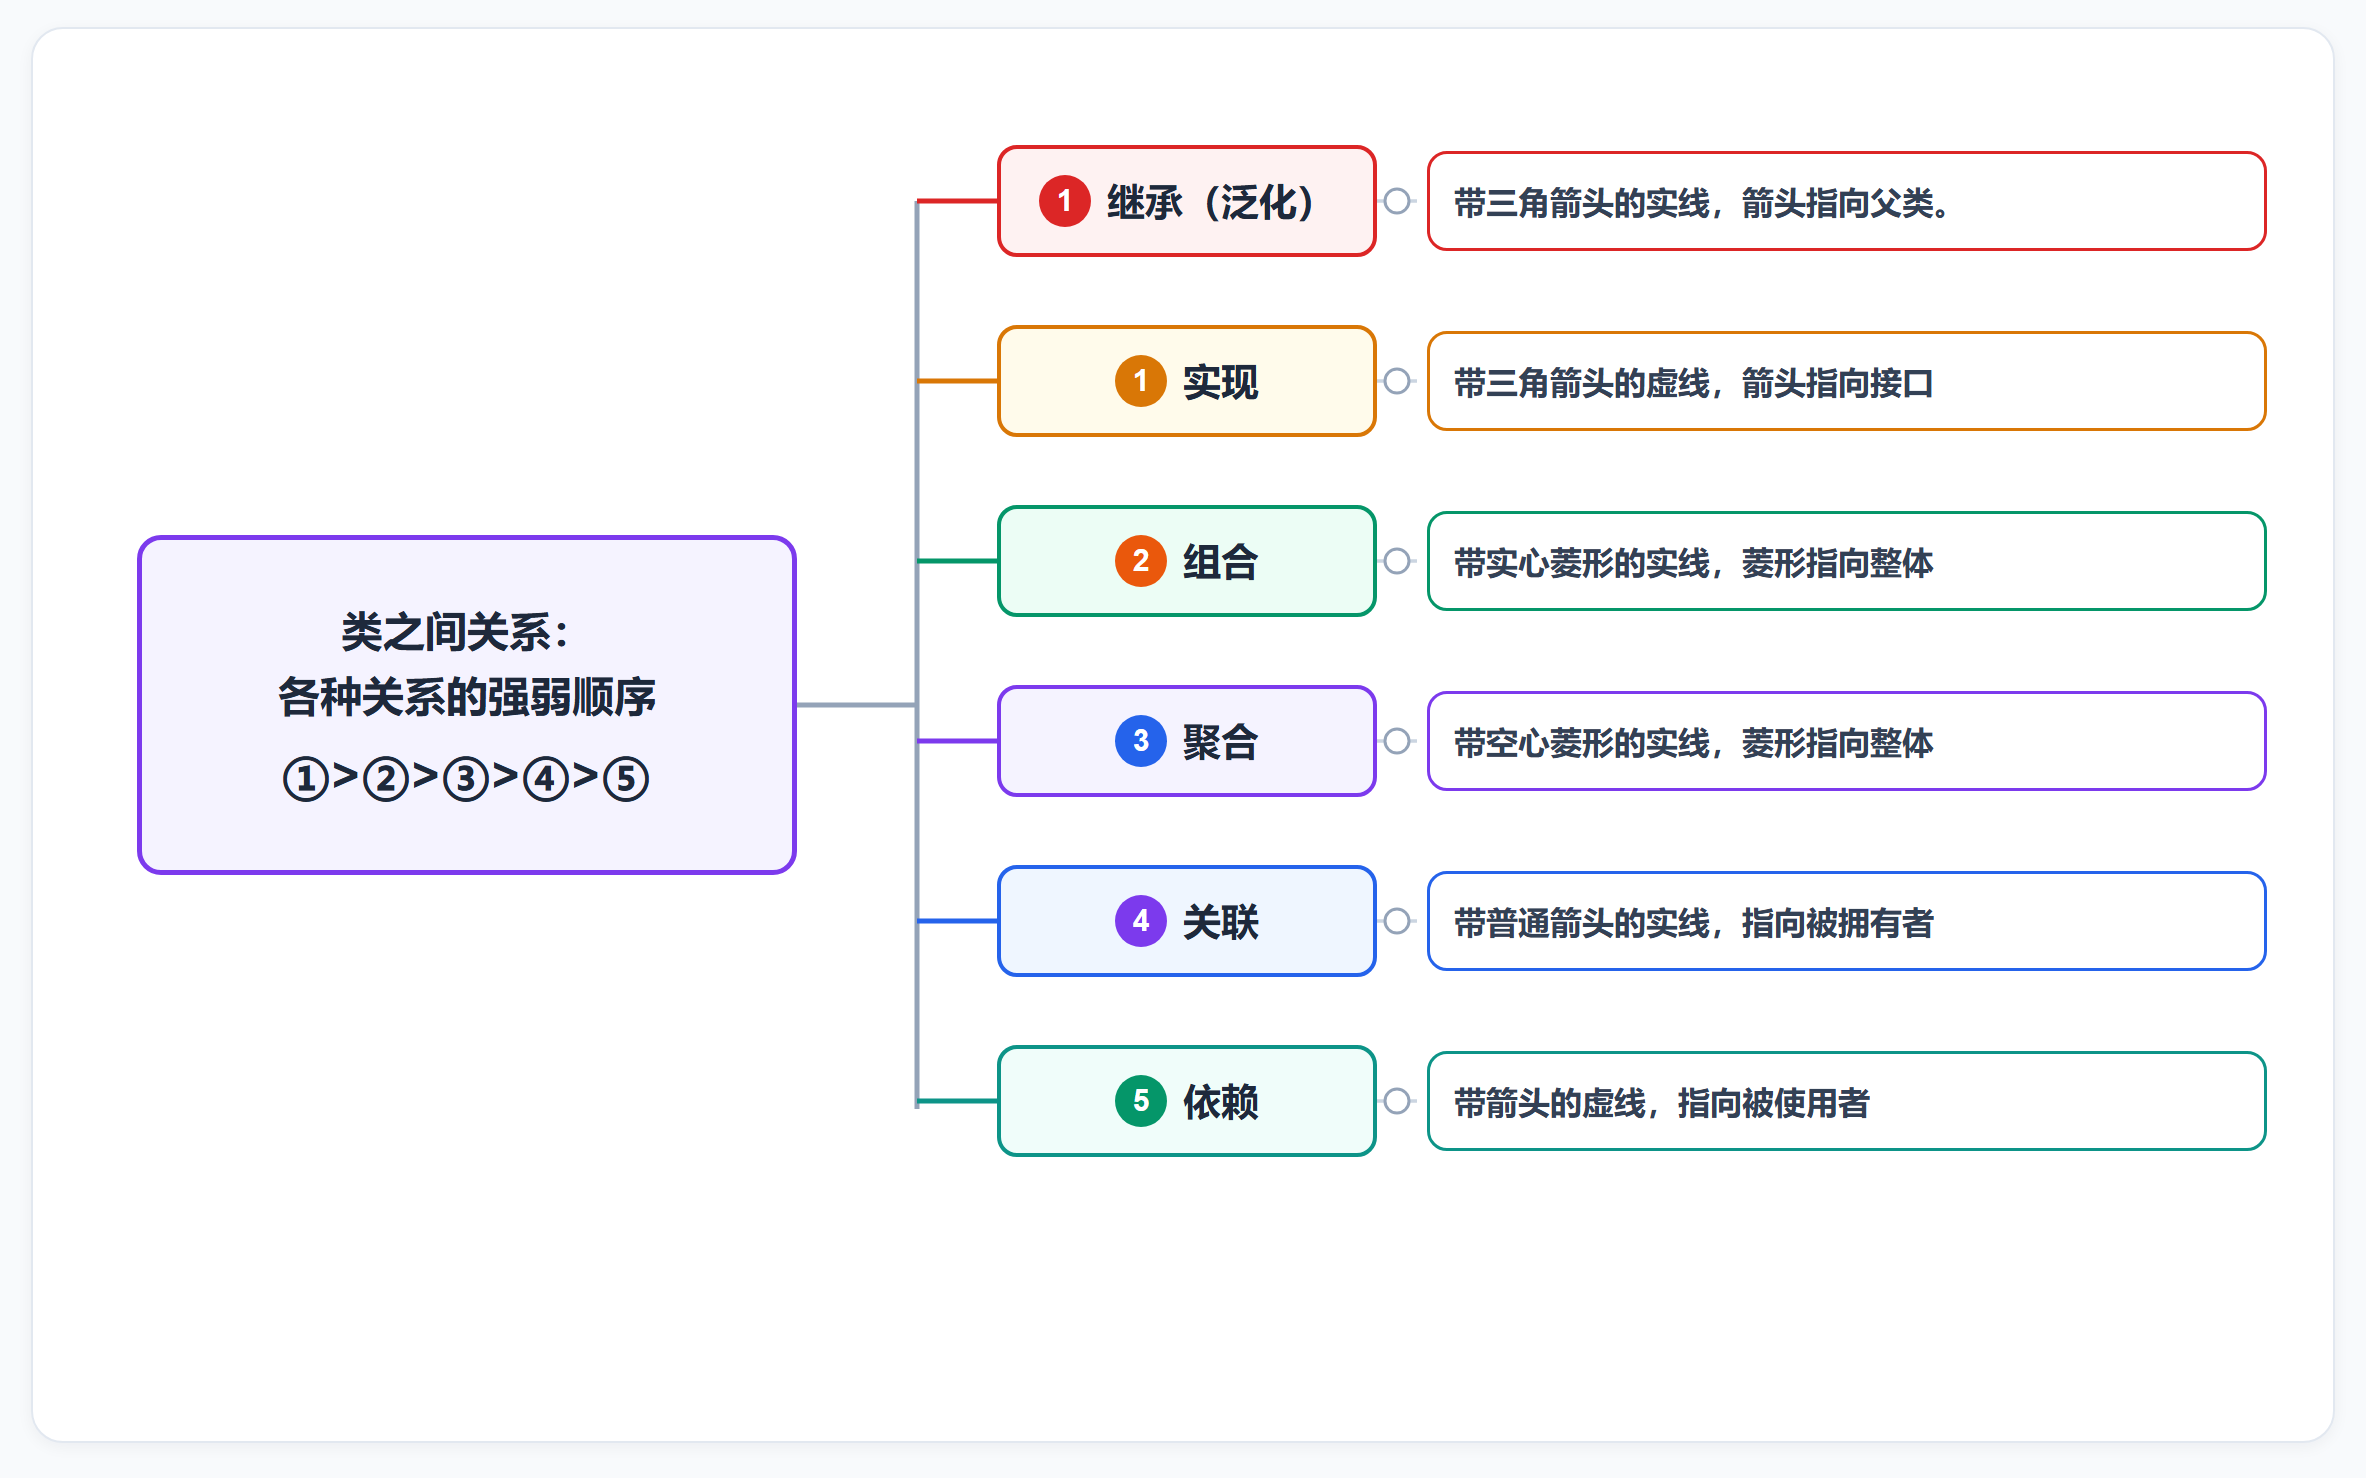 类之间关系：
各种关系的强弱顺序
①>②>③>④>⑤
1 继承（泛化）
带三角箭头的实线，箭头指向父类。
1 实现
带三角箭头的虚线，箭头指向接口
2 组合
带实心菱形的实线，菱形指向整体
3 聚合
带空心菱形的实线，菱形指向整体
4 关联
带普通箭头的实线，指向被拥有者
5 依赖
带箭头的虚线，指向被使用者